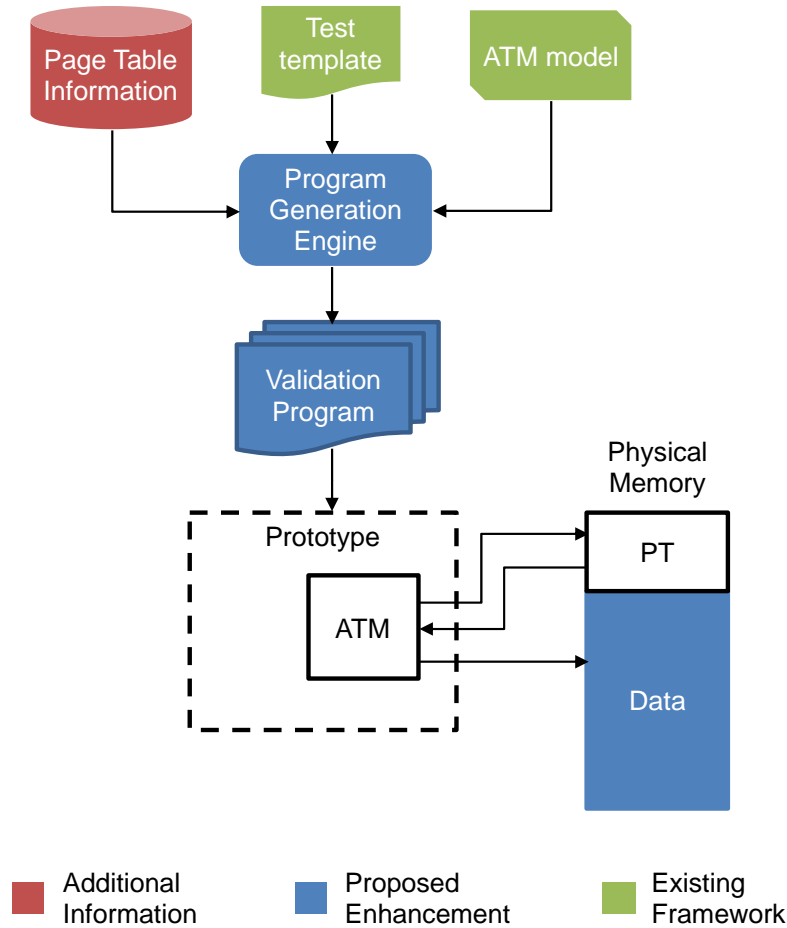 Page Table
Information
Test
template
ATM model
Program
Generation
Engine
Validation
Program
Physical
Memory
Prototype
PT
ATM
Data
Additional
Information
Proposed
Enhancement
Existing
Framework